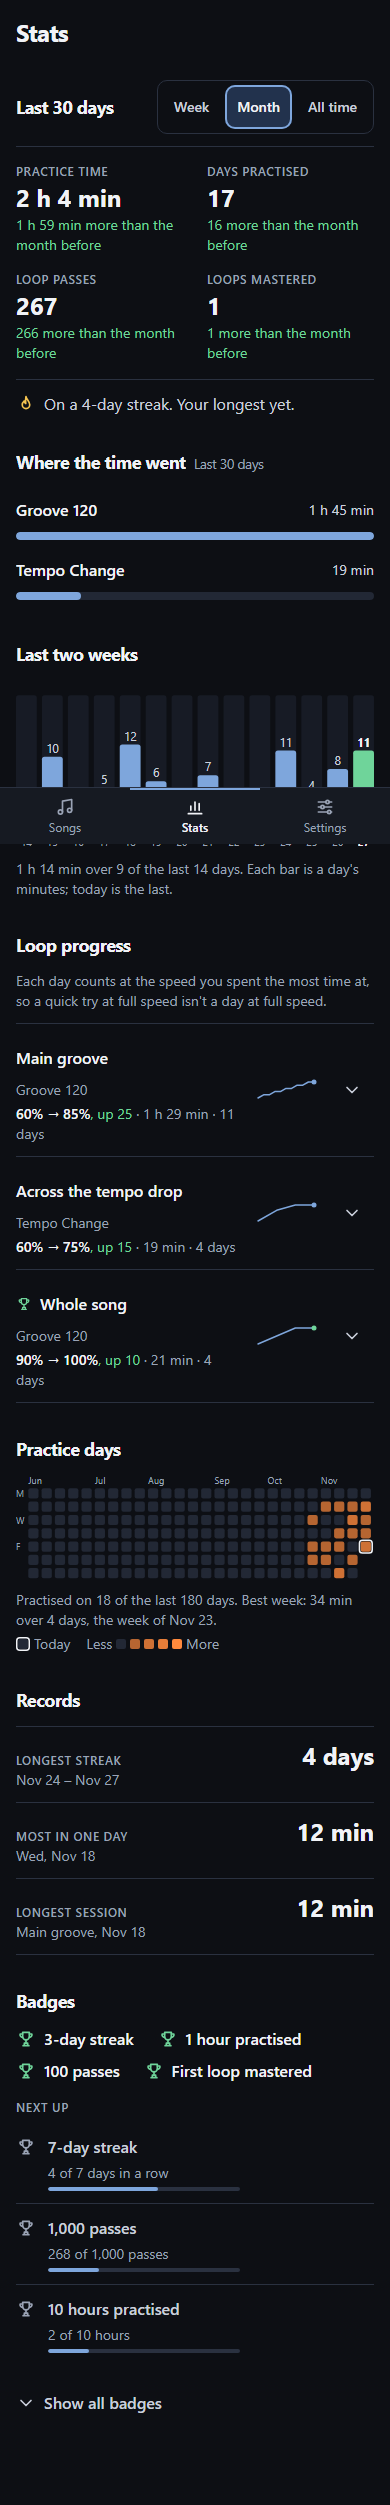 Stats
Last 30 days
Week
Month
All time
PRACTICE TIME
2 h 4 min
1 h 59 min more than the
month before
DAYS PRACTISED
17
16 more than the month
before
LOOP PASSES
267
266 more than the month
before
LOOPS MASTERED
1
1 more than the month
before
On a 4-day streak. Your longest yet.
Where the time went Last 30 days
Groove 120 1 h 45 min
Tempo Change 19 min
Last two weeks
10 5 12 6 7 11 4 8 11
Songs
Stats
Settings
1 h 14 min over 9 of the last 14 days. Each bar is a day's
minutes; today is the last.
Loop progress
Each day counts at the speed you spent the most time at,
so a quick try at full speed isn't a day at full speed.
Main groove
Groove 120
60% → 85%, up 25 · 1 h 29 min · 11
days
Across the tempo drop
Tempo Change
60% → 75%, up 15 · 19 min · 4 days
Whole song
Groove 120
90% → 100%, up 10 · 21 min · 4
days
Practice days
Jun Jul Aug Sep Oct Nov
M
W
F
Practised on 18 of the last 180 days. Best week: 34 min
over 4 days, the week of Nov 23.
Today Less More
Records
LONGEST STREAK
Nov 24 – Nov 27
4 days
MOST IN ONE DAY
Wed, Nov 18
12 min
LONGEST SESSION
Main groove, Nov 18
12 min
Badges
3-day streak
1 hour practised
100 passes
First loop mastered
NEXT UP
7-day streak
4 of 7 days in a row
1,000 passes
268 of 1,000 passes
10 hours practised
2 of 10 hours
Show all badges